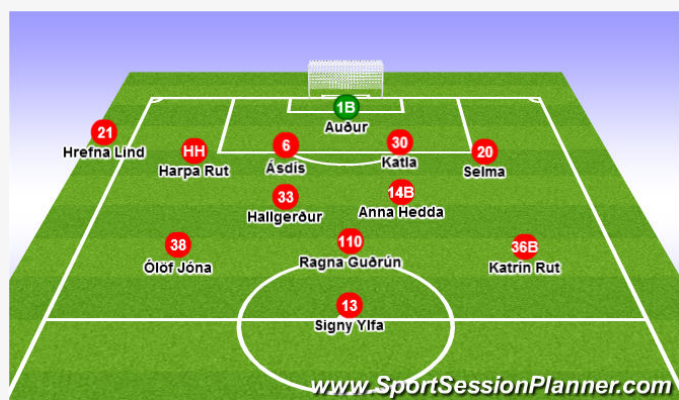 1B
Auður
21
Hrefna Lind
HH
Harpa Rut
6
Ásdís
30
Katla
20
Selma
33
Hallgerður
14B
Anna Hedda
38
Ólöf Jóna
110
Ragna Guðrún
36B
Katrín Rut
13
Signy Ylfa
www.SportSessionPlanner.com